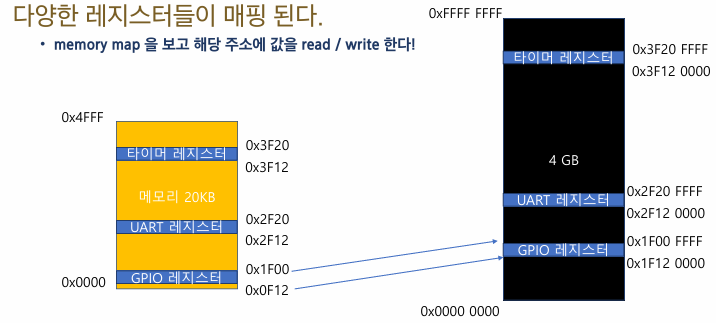 다양한 레지스터들이 매핑 된다.
• memory map 을 보고 해당 주소에 값을 read / write 한다!
0x4FFF
타이머 레지스터
0x3F20
0x3F12
메모리 20KB
UART 레지스터
0x2F20
0x2F12
GPIO 레지스터
0x1F00
0x0F12
0x0000
0xFFFF FFFF
타이머 레지스터
0x3F20 FFFF
0x3F12 0000
4 GB
UART 레지스터
0x2F20 FFFF
0x2F12 0000
GPIO 레지스터
0x1F00 FFFF
0x1F12 0000
0x0000 0000